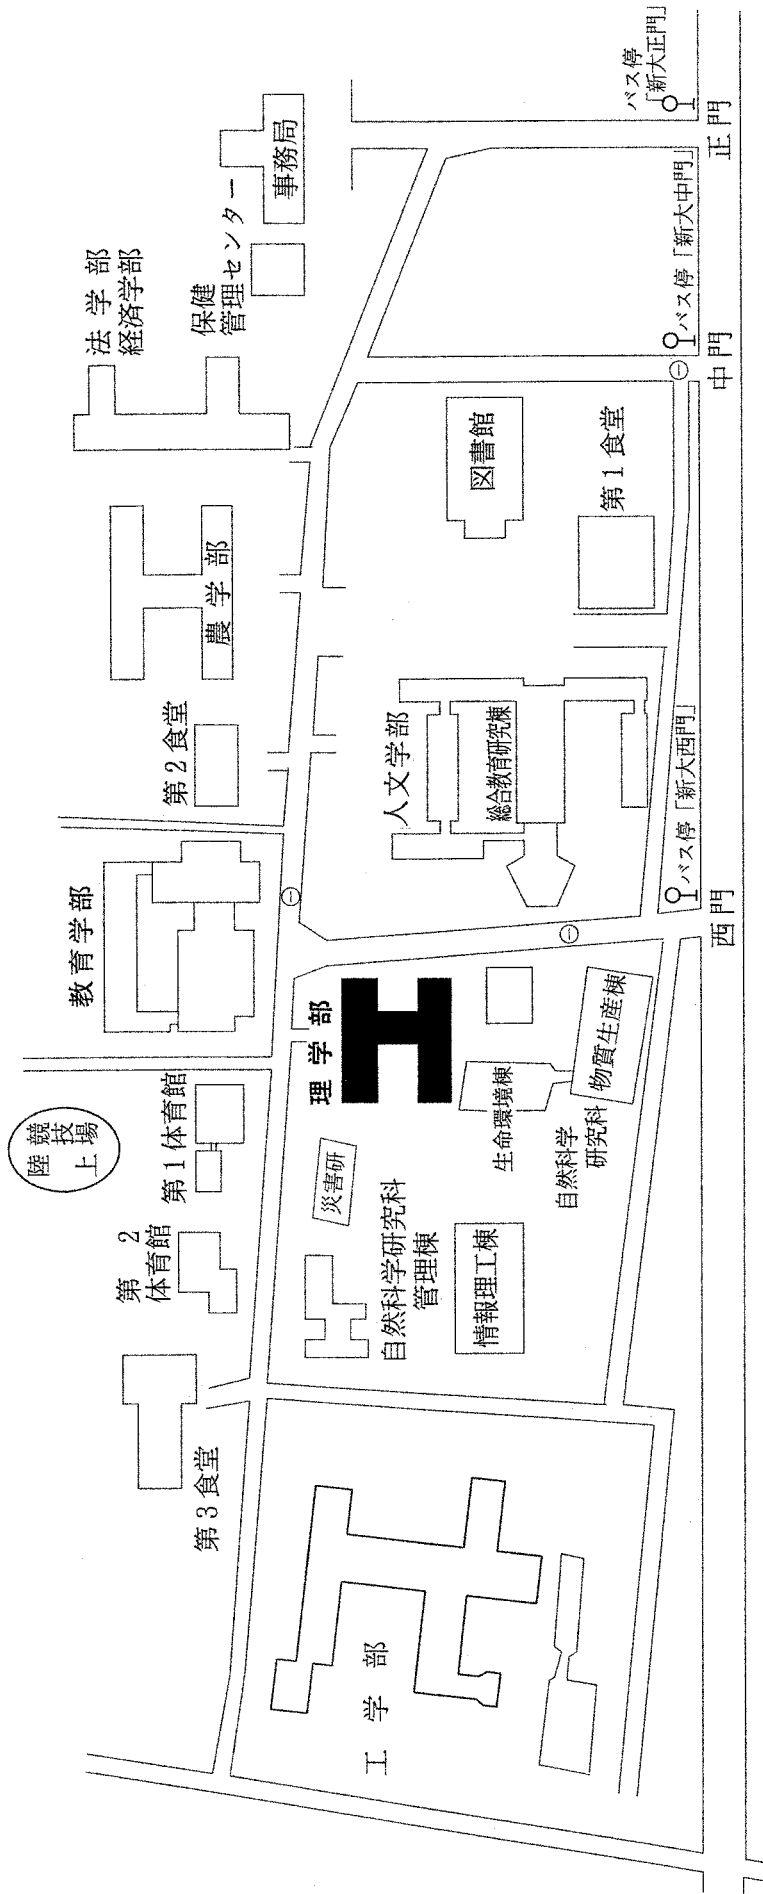 陸上
競技場
第3食堂
第2
体育館
第1体育館
教育学部
第2食堂
農学部
法学部
経済学部
保健
管理センター
事務局
工学部
自然科学研究科
管理棟
災害研
理学部
情報理工棟
生命環境棟
自然科学
研究科
物質生産棟
人文学部
総合教育研究棟
図書館
第1食堂
バス停「新大西門」
西門
バス停「新大中門」
中門
バス停
「新大正門」
正門